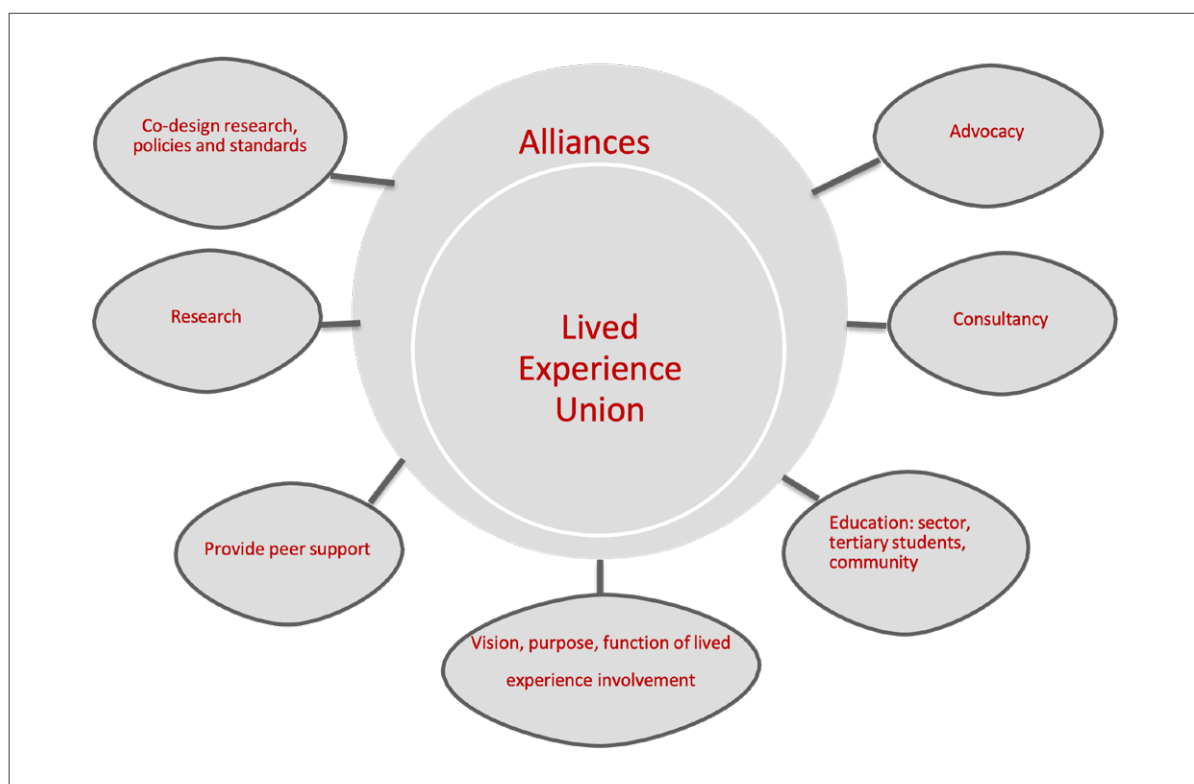 Co-design research,
policies and standards
Alliances
Advocacy
Research
Lived
Experience
Union
Consultancy
Provide peer support
Education: sector,
tertiary students,
community
Vision, purpose, function of lived
experience involvement